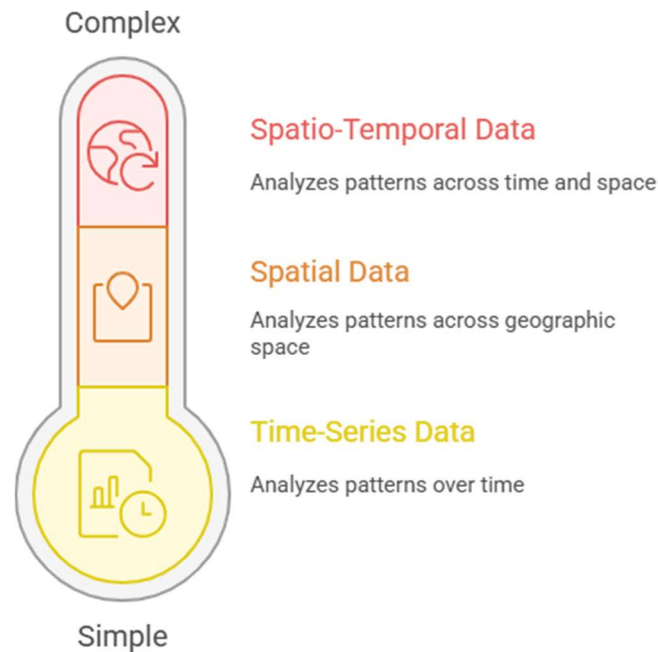 Complex
Spatio-Temporal Data
Analyzes patterns across time and space
Spatial Data
Analyzes patterns across geographic
space
Time-Series Data
Analyzes patterns over time
Simple